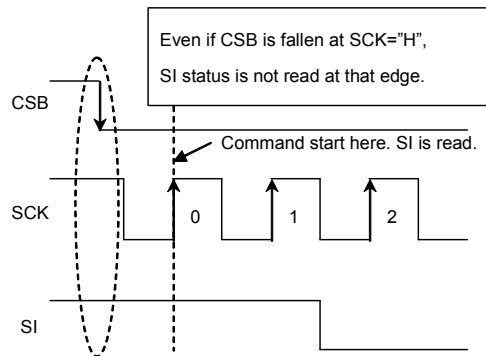 Even if CSB is fallen at SCK=”H”,
SI status is not read at that edge.
CSB
Command start here. SI is read.
SCK
0
1
2
SI